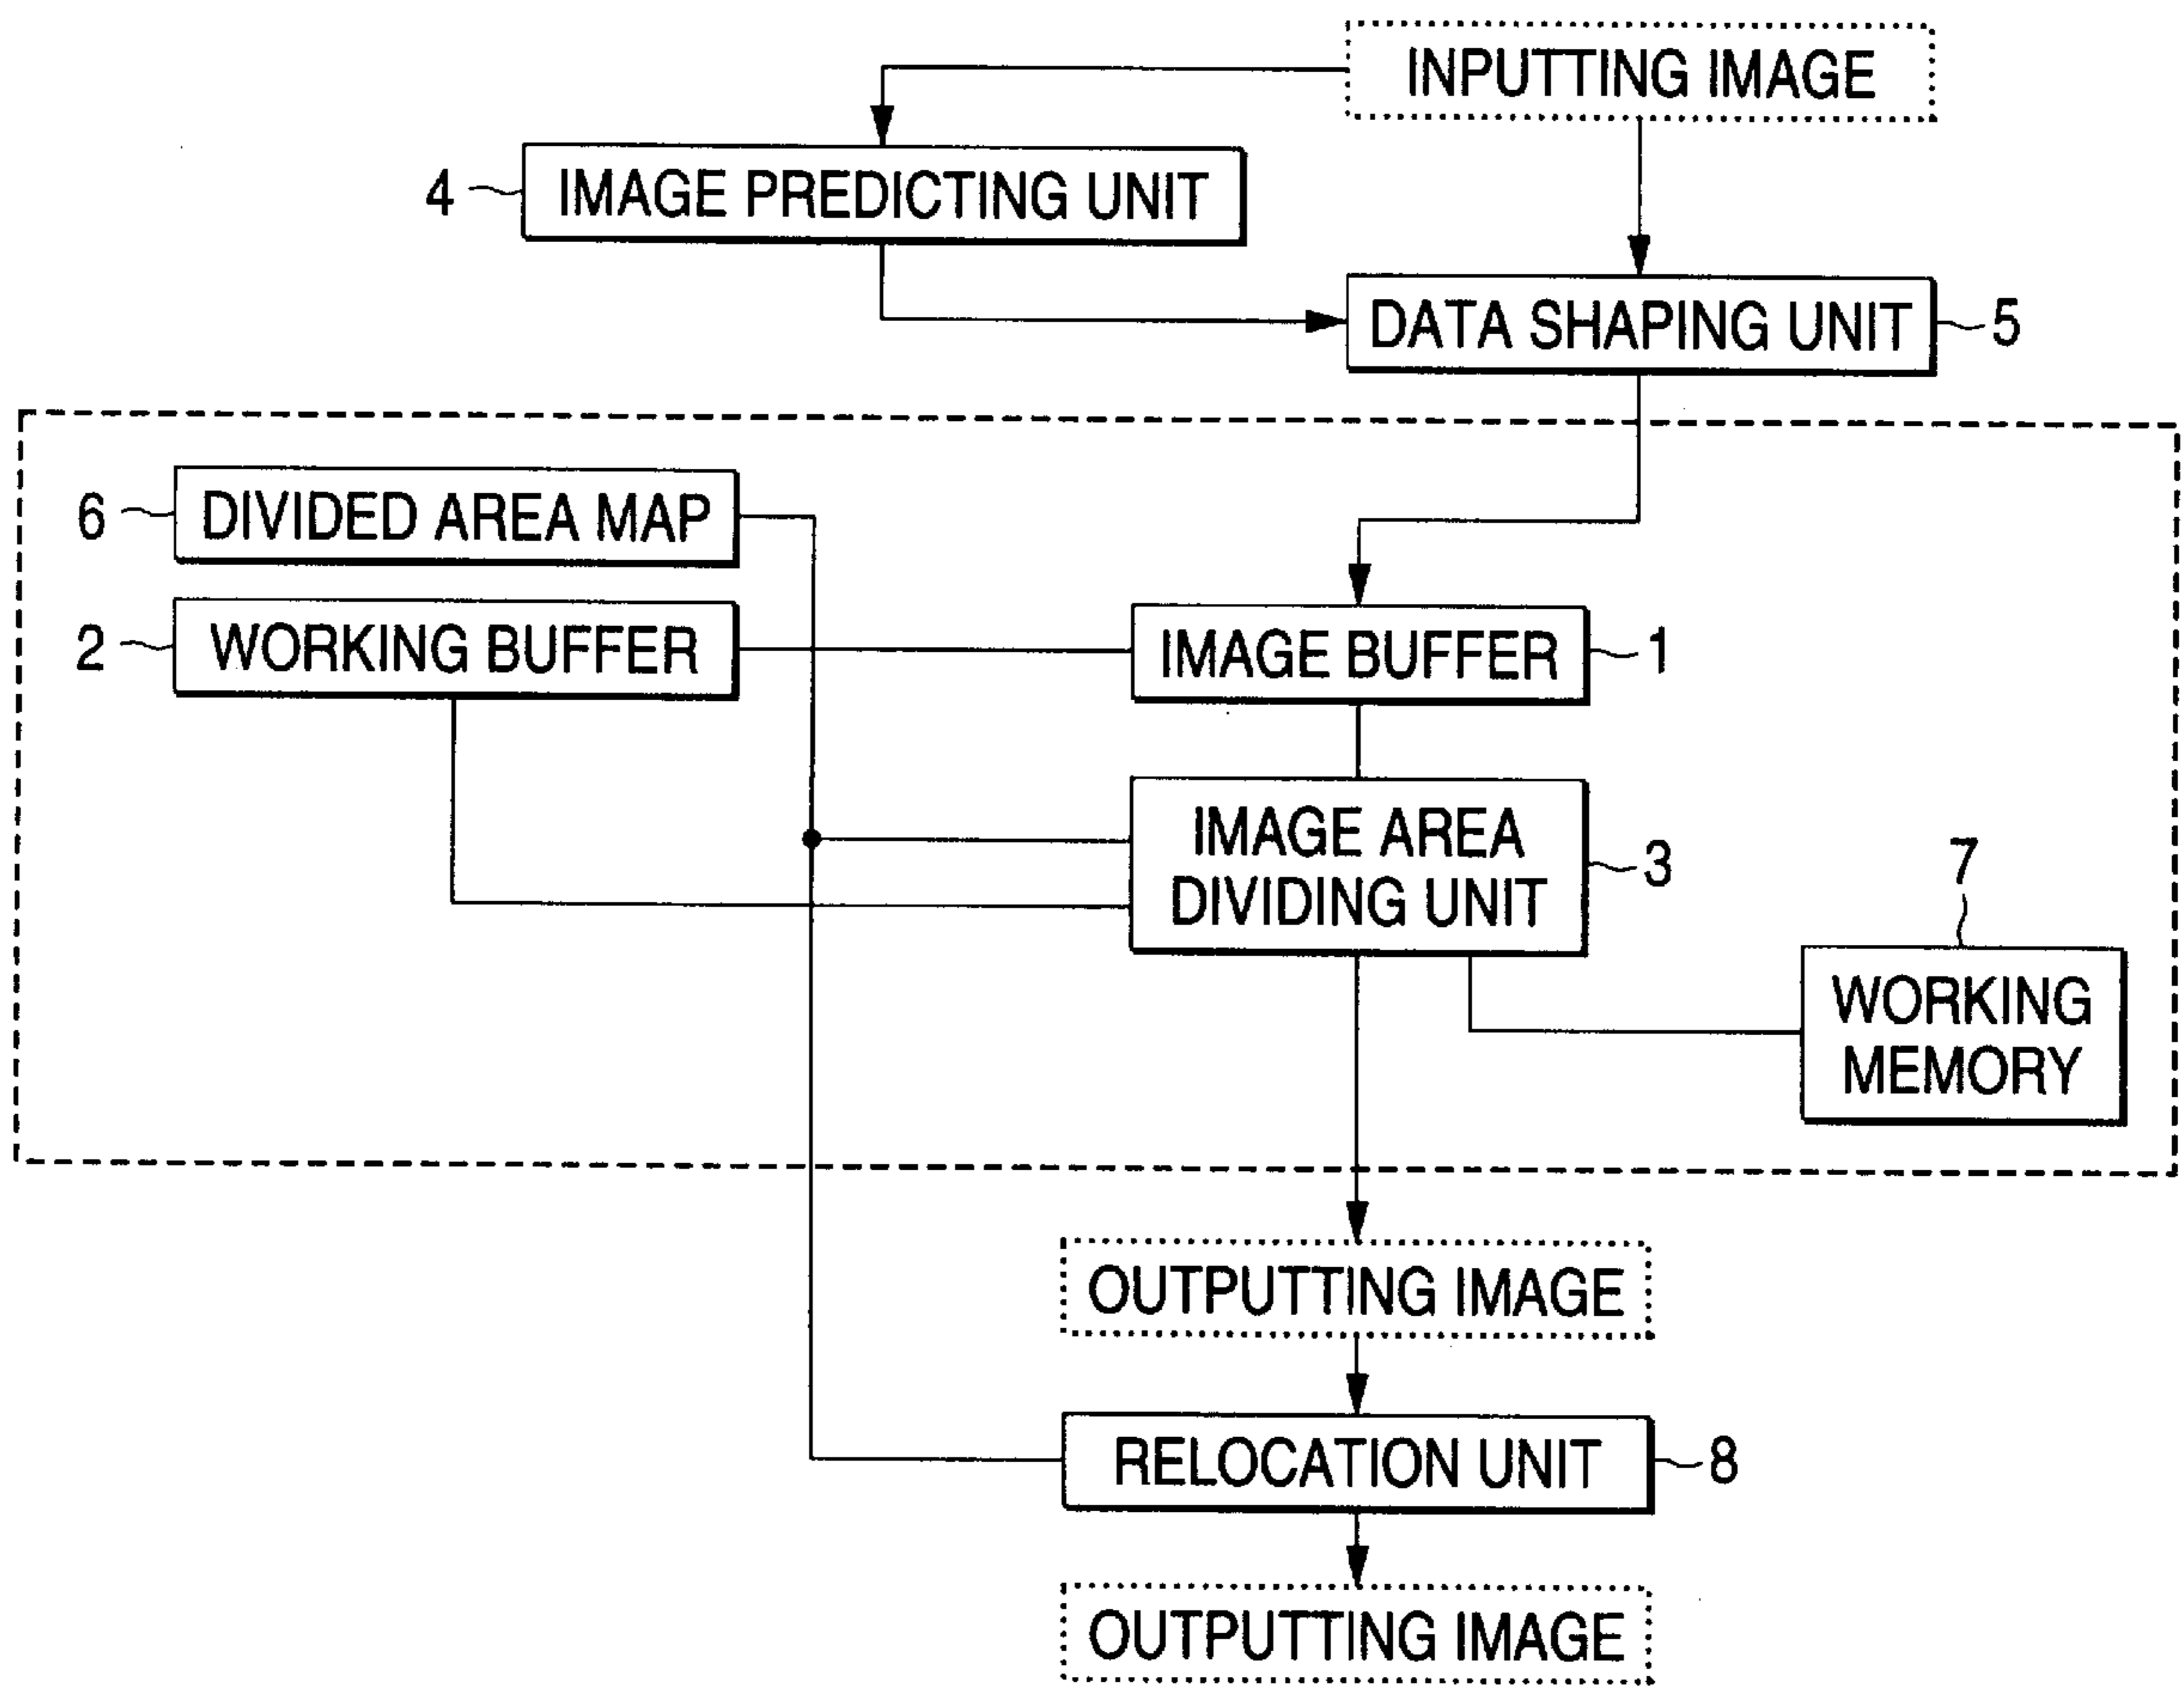 INPUTTING IMAGE
4
IMAGE PREDICTING UNIT
DATA SHAPING UNIT
5
6
DIVIDED AREA MAP
2
WORKING BUFFER
IMAGE BUFFER
1
IMAGE AREA
DIVIDING UNIT
3
7
WORKING
MEMORY
OUTPUTTING IMAGE
RELOCATION UNIT
8
OUTPUTTING IMAGE